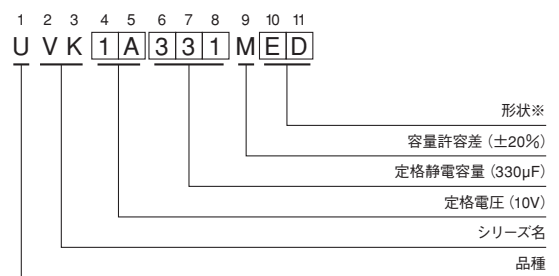 1 2 3 4 5 6 7 8 9 10 11
U V K 1 A 3 3 1 M E D
形状※
容量許容差 (±20%)
定格静電容量 (330µF)
定格電圧 (10V)
シリーズ名
品種